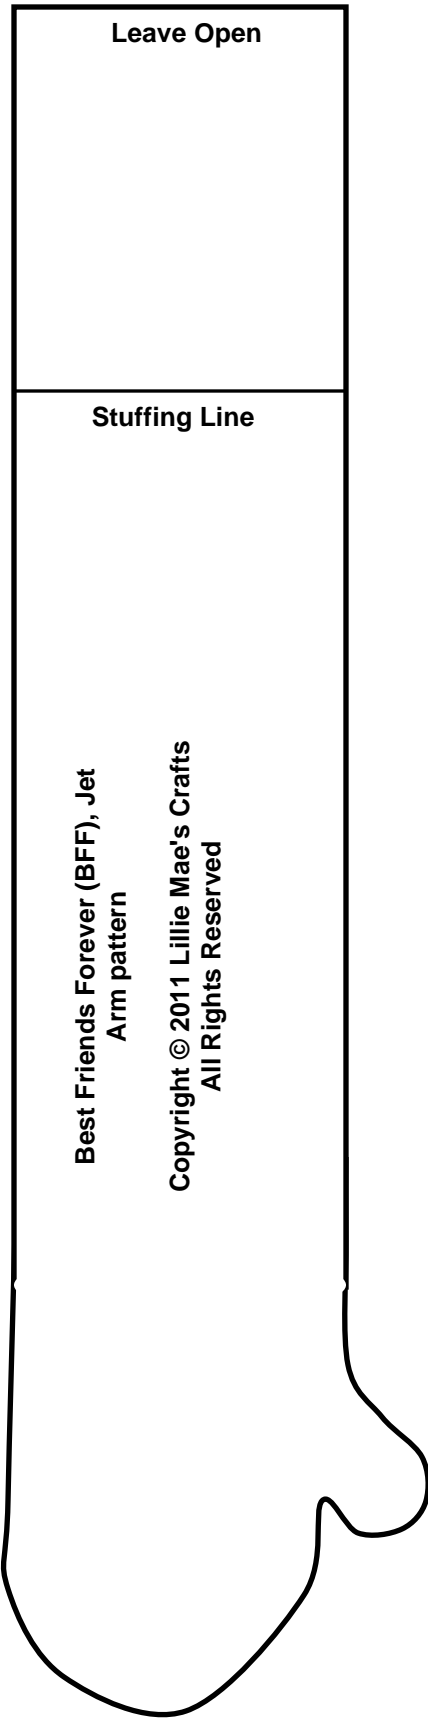 Leave Open
Stuffing Line
Best Friends Forever (BFF), Jet
Arm pattern
Copyright © 2011 Lillie Mae's Crafts
All Rights Reserved